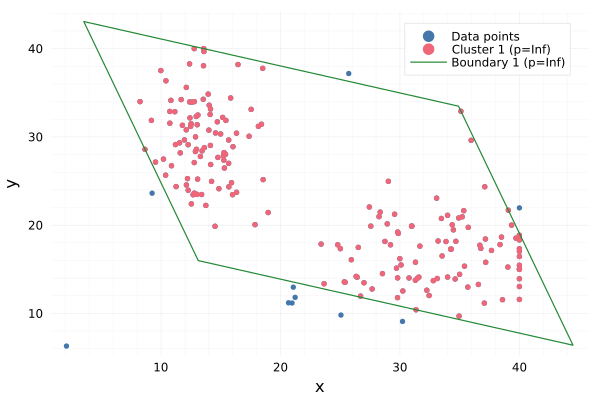 Data points
Cluster 1 (p=Inf)
Boundary 1 (p=Inf)
40
30
20
10
y
10 20 30 40
x